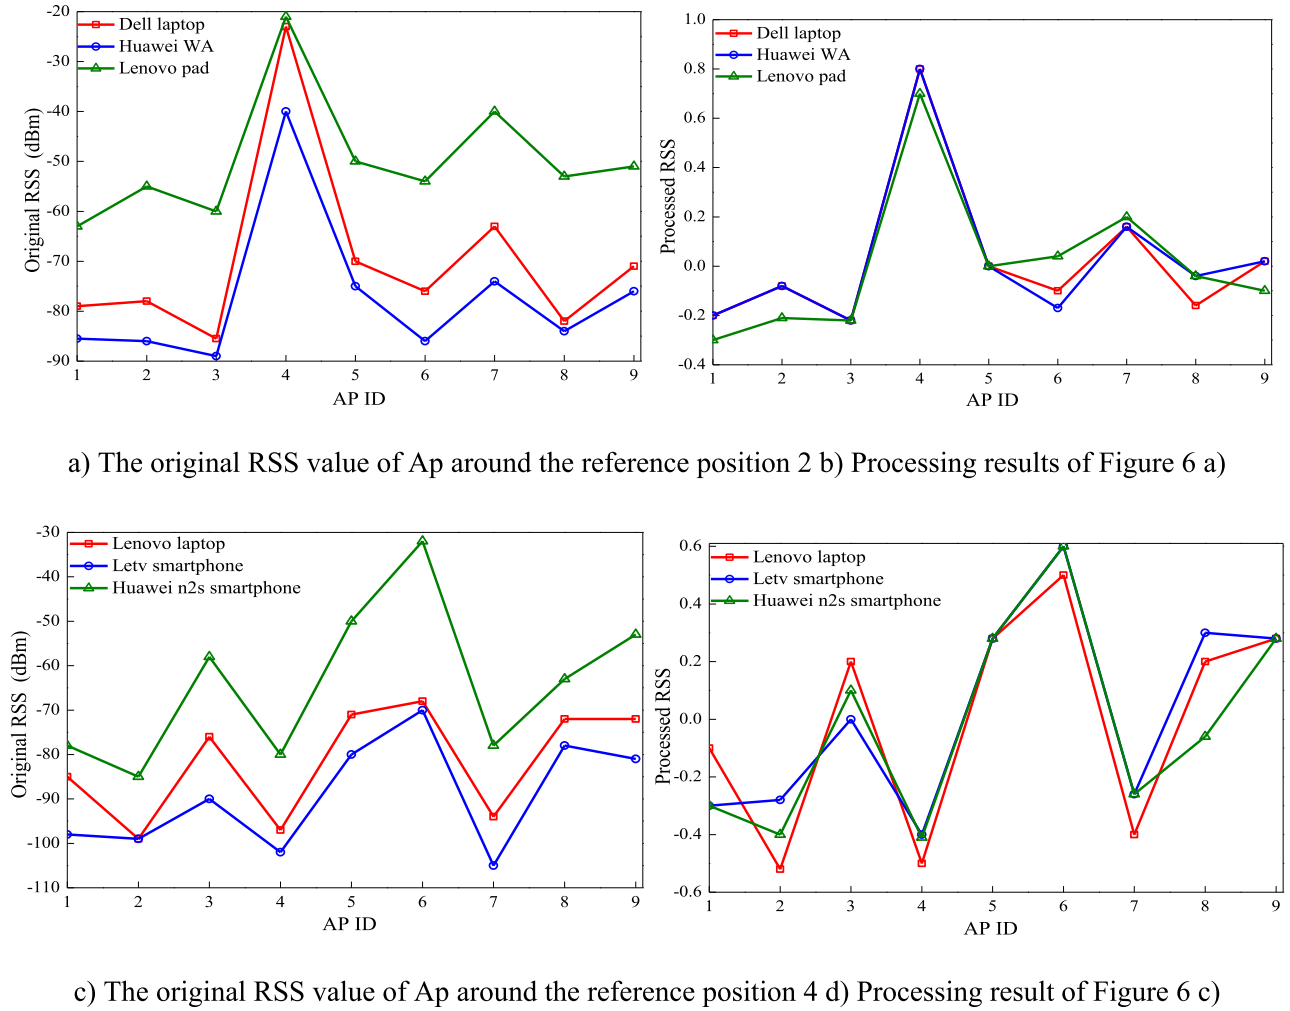 -20
-30
-40
-50
-60
-70
-80
-90
Original RSS (dBm)
Dell laptop
Huawei WA
Lenovo pad
1 2 3 4 5 6 7 8 9
AP ID
1.0
0.8
0.6
0.4
0.2
0.0
-0.2
-0.4
Processed RSS
Dell laptop
Huawei WA
Lenovo pad
1 2 3 4 5 6 7 8 9
AP ID
a) The original RSS value of Ap around the reference position 2 b) Processing results of Figure 6 a)
-30
-40
-50
-60
-70
-80
-90
-100
-110
Original RSS (dBm)
Lenovo laptop
Letv smartphone
Huawei n2s smartphone
1 2 3 4 5 6 7 8 9
AP ID
0.6
0.4
0.2
0.0
-0.2
-0.4
-0.6
Processed RSS
Lenovo laptop
Letv smartphone
Huawei n2s smartphone
1 2 3 4 5 6 7 8 9
AP ID
c) The original RSS value of Ap around the reference position 4 d) Processing result of Figure 6 c)